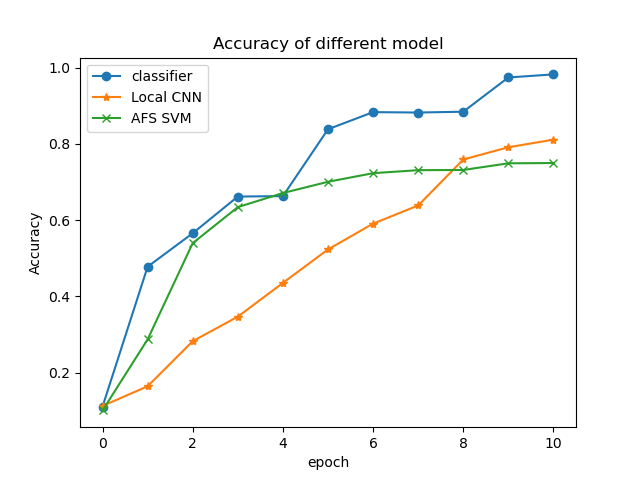 Accuracy of different model
classifier
Local CNN
AFS SVM
1.0
0.8
0.6
0.4
0.2
Accuracy
0 2 4 6 8 10
epoch